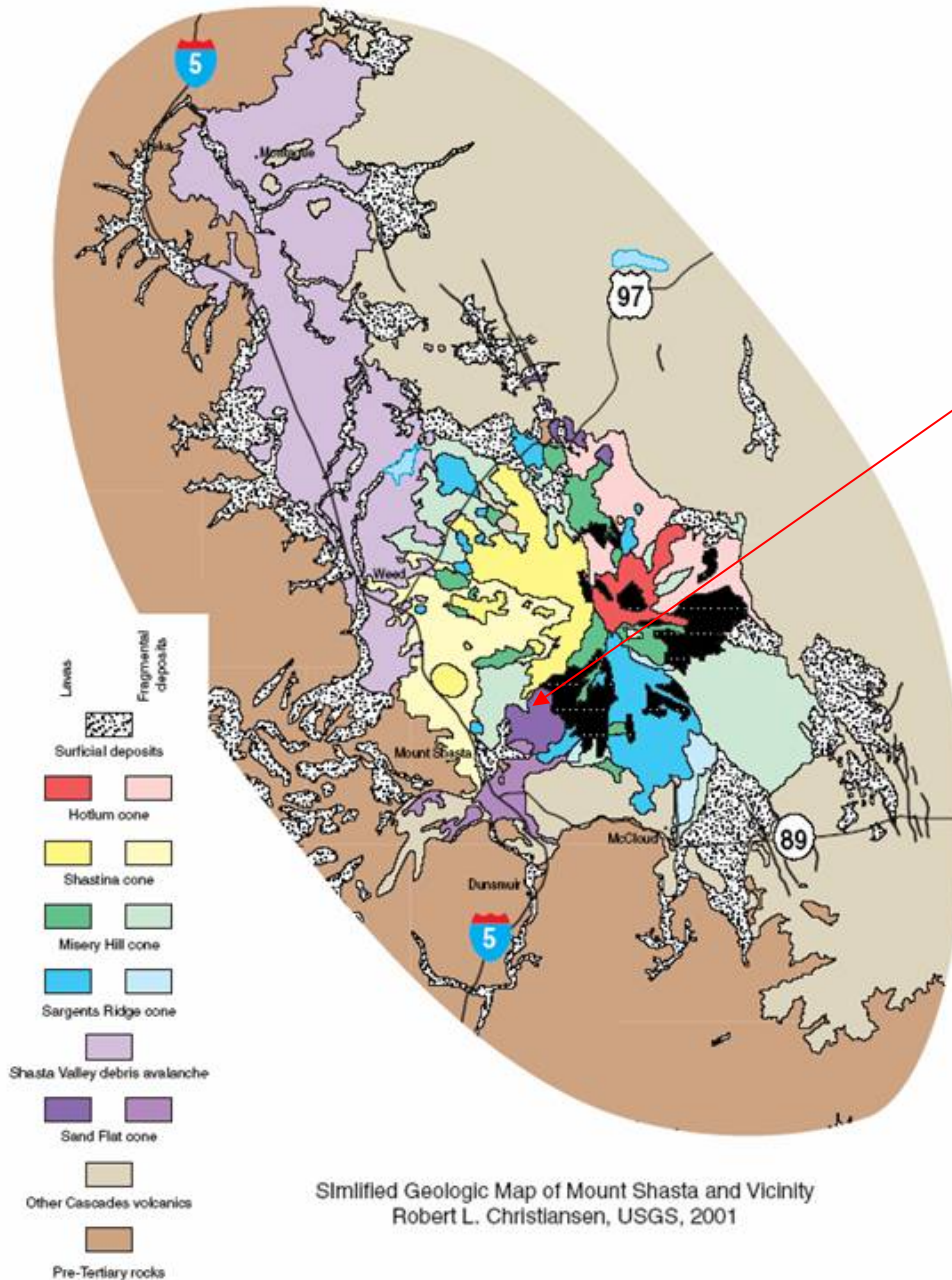 5
Yreka
Montague
97
Weed
Lavas
Fragmental
deposits
Surficial deposits
Mount Shasta
Hotlum cone
McCloud
89
Shastina cone
Dunsmuir
Misery Hill cone
5
Sargents Ridge cone
Shasta Valley debris avalanche
Sand Flat cone
Other Cascades volcanics
Simlified Geologic Map of Mount Shasta and Vicinity
Robert L. Christiansen, USGS, 2001
Pre-Tertiary rocks